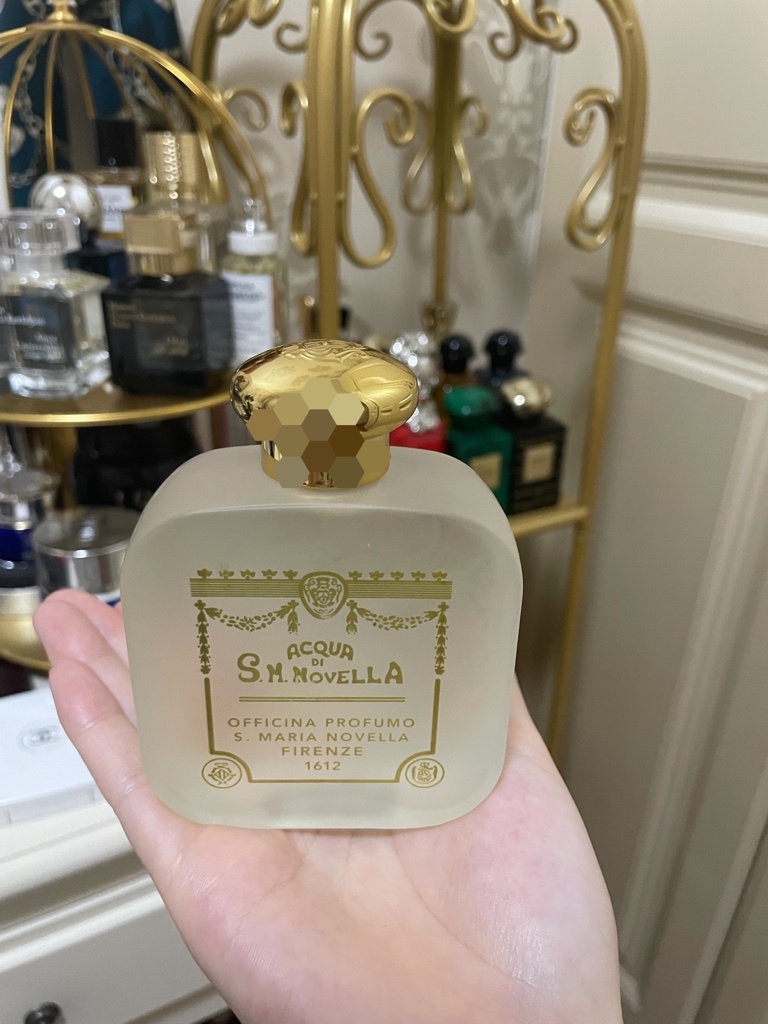 ACQUA
DI
S.M. NOVELLA
OFFICINA PROFUMO
S. MARIA NOVELLA
FIRENZE
1612